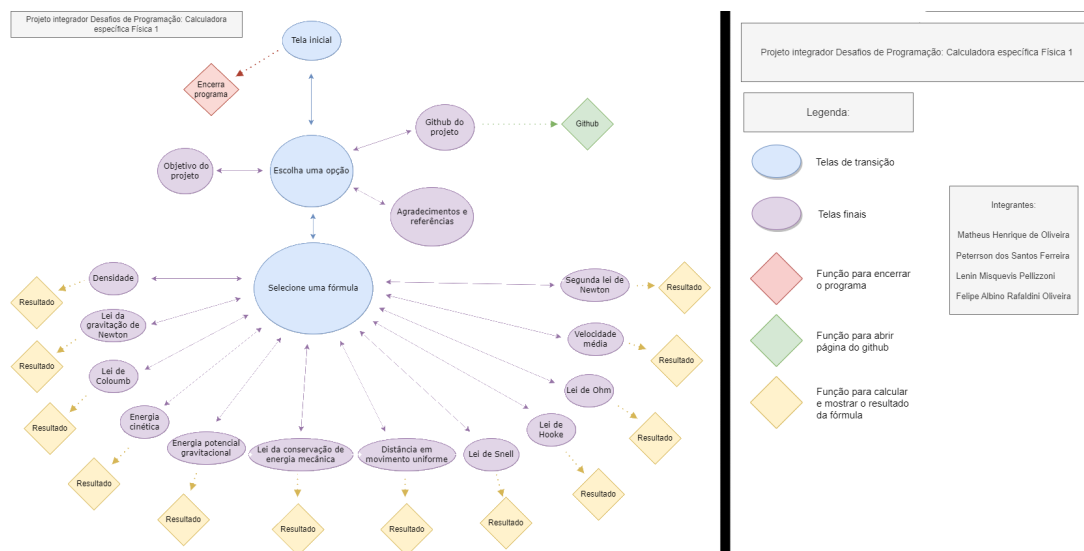 Projeto integrador Desafios de Programação: Calculadora
específica Física 1
Tela inicial
Encerra
programa
Github do
projeto
Github
Objetivo do
projeto
Escolha uma opção
Agradecimentos e
referências
Densidade
Selecione uma fórmula
Segunda lei de
Newton
Resultado
Resultado
Lei da
gravitação de
Newton
Velocidade
média
Resultado
Resultado
Lei de
Coloumb
Lei de Ohm
Resultado
Resultado
Energia
cinética
Lei de
Hooke
Energia potencial
gravitacional
Lei da conservação de
energia mecânica
Distância em
movimento uniforme
Lei de Snell
Resultado
Resultado
Resultado
Resultado
Resultado
Resultado
Projeto integrador Desafios de Programação: Calculadora específica Física 1
Legenda:
Telas de transição
Telas finais
Função para encerrar
o programa
Função para abrir
página do github
Função para calcular
e mostrar o resultado
da fórmula
Integrantes:
Matheus Henrique de Oliveira
Peterrson dos Santos Ferreira
Lenin Misquevis Pellizzoni
Felipe Albino Rafaldini Oliveira